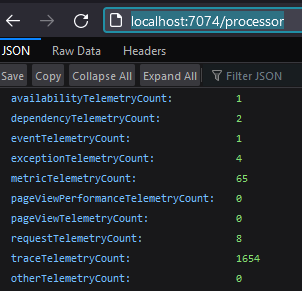 localhost:7074/processor
JSON Raw Data Headers
Save Copy Collapse All Expand All Filter JSON
availabilityTelemetryCount: 1
dependencyTelemetryCount: 2
eventTelemetryCount: 1
exceptionTelemetryCount: 4
metricTelemetryCount: 65
pageViewPerformanceTelemetryCount: 0
pageViewTelemetryCount: 0
requestTelemetryCount: 8
traceTelemetryCount: 1654
otherTelemetryCount: 0